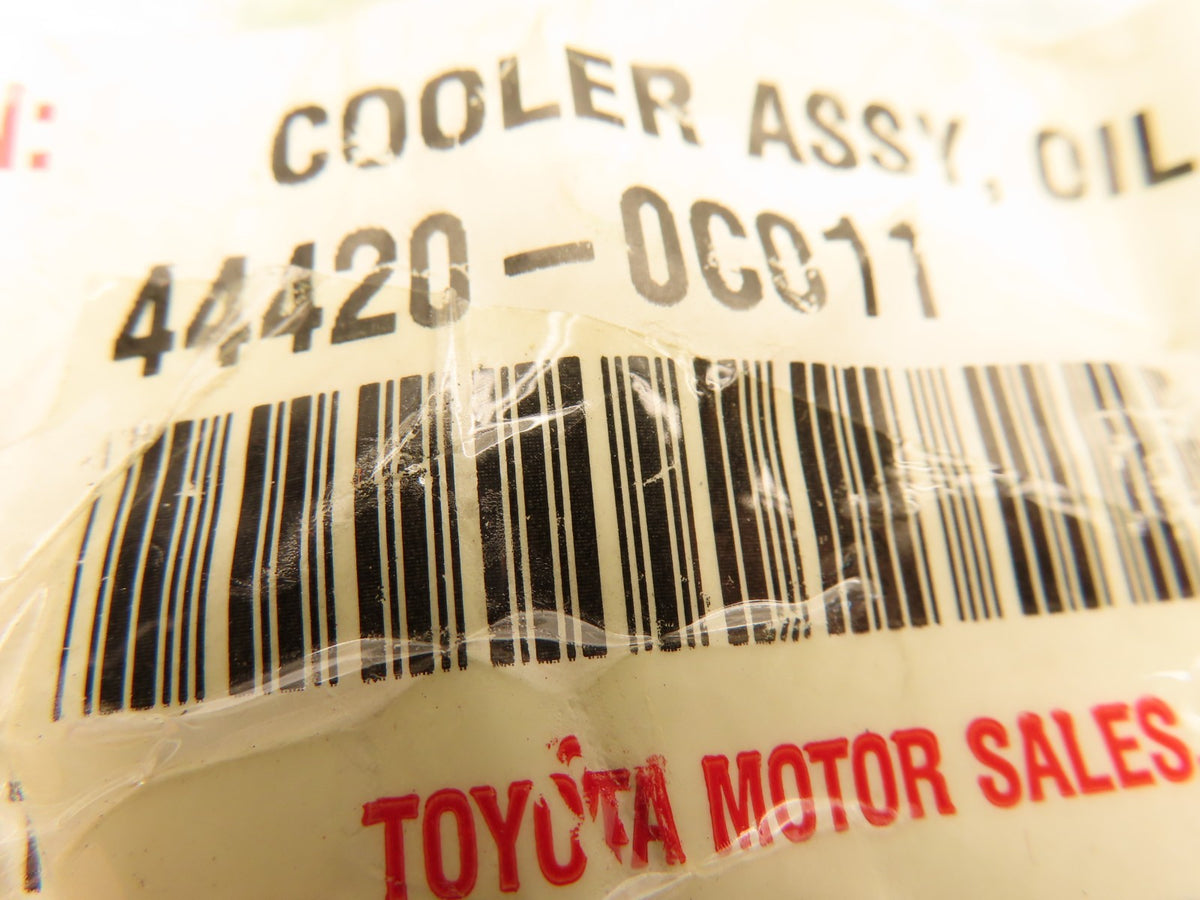 N: COOLER ASSY, OIL
44420-0C011
TOYOTA MOTOR SALES,